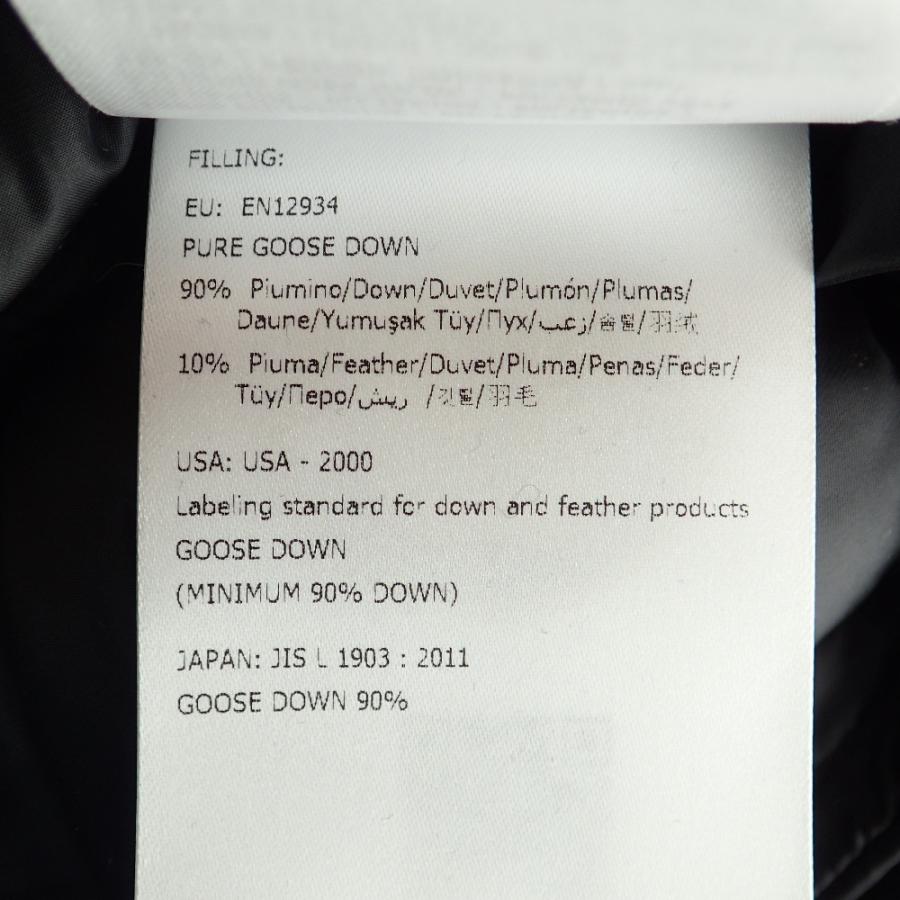 FILLING:
EU: EN12934
PURE GOOSE DOWN
90% Piumino/Down/Duvet/Plumón/Plumas/
Daune/Yumuşak Tüy/Пух/زغب/솜털/羽绒
10% Piuma/Feather/Duvet/Pluma/Penas/Feder/
Tüy/Перо/ريش /깃털/羽毛
USA: USA - 2000
Labeling standard for down and feather products
GOOSE DOWN
(MINIMUM 90% DOWN)
JAPAN: JIS L 1903 : 2011
GOOSE DOWN 90%